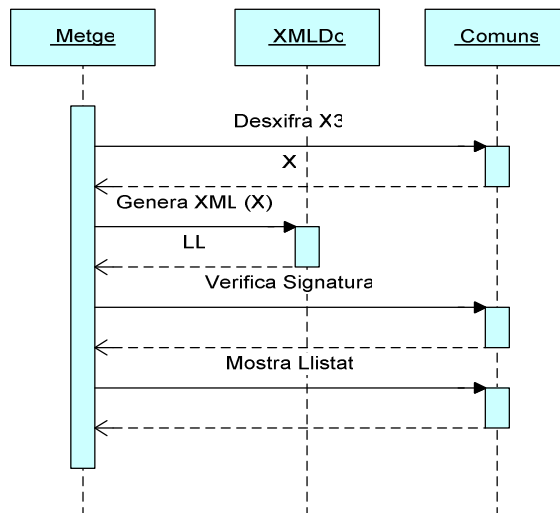 Metge
XMLDc
Comuns
Desxifra X3
X
Genera XML (X)
LL
Verifica Signatura
Mostra Llistat